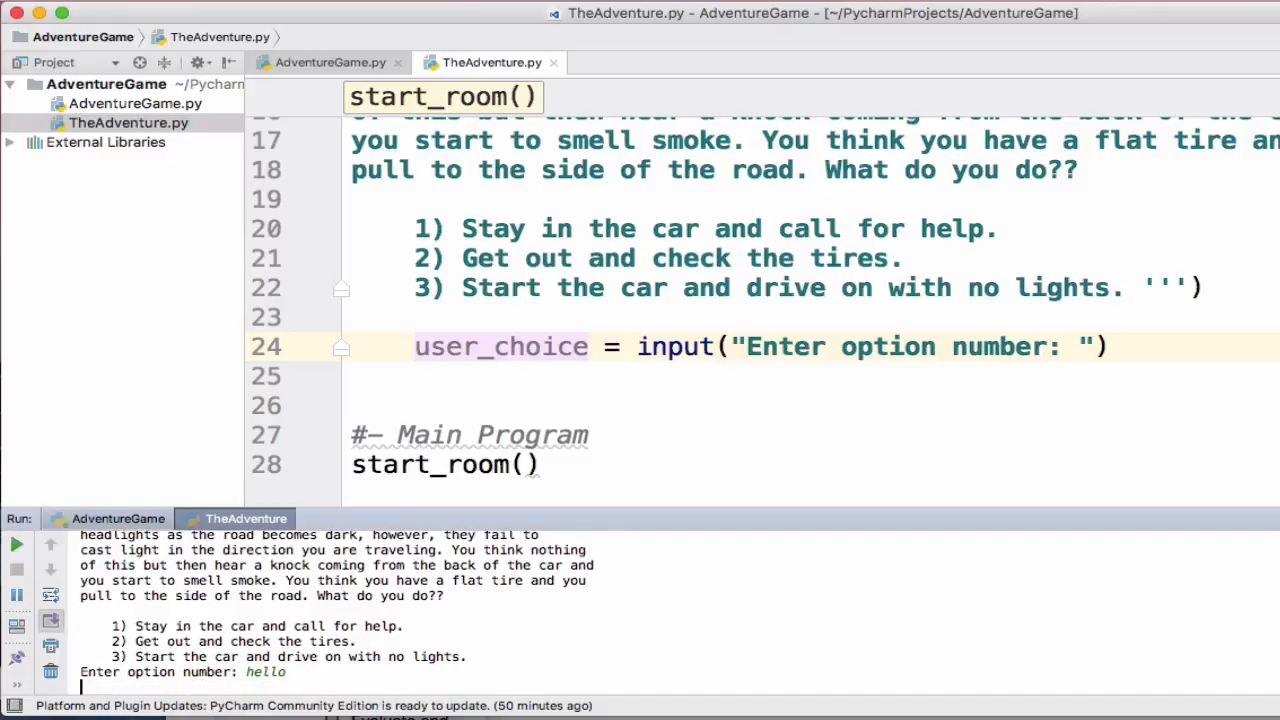 TheAdventure.py - AdventureGame - [~/PycharmProjects/AdventureGame]
AdventureGame TheAdventure.py
Project AdventureGame.py TheAdventure.py
AdventureGame ~/Pycharm
AdventureGame.py
TheAdventure.py
External Libraries
start_room()
17 you start to smell smoke. You think you have a flat tire an
18 pull to the side of the road. What do you do??
19
20 1) Stay in the car and call for help.
21 2) Get out and check the tires.
22 3) Start the car and drive on with no lights. ''')
23
24 user_choice = input("Enter option number: ")
25
26
27 #- Main Program
28 start_room()
Run: AdventureGame TheAdventure
headlights as the road becomes dark, however, they fail to
cast light in the direction you are traveling. You think nothing
of this but then hear a knock coming from the back of the car and
you start to smell smoke. You think you have a flat tire and you
pull to the side of the road. What do you do??
1) Stay in the car and call for help.
2) Get out and check the tires.
3) Start the car and drive on with no lights.
Enter option number: hello
Platform and Plugin Updates: PyCharm Community Edition is ready to update. (50 minutes ago)